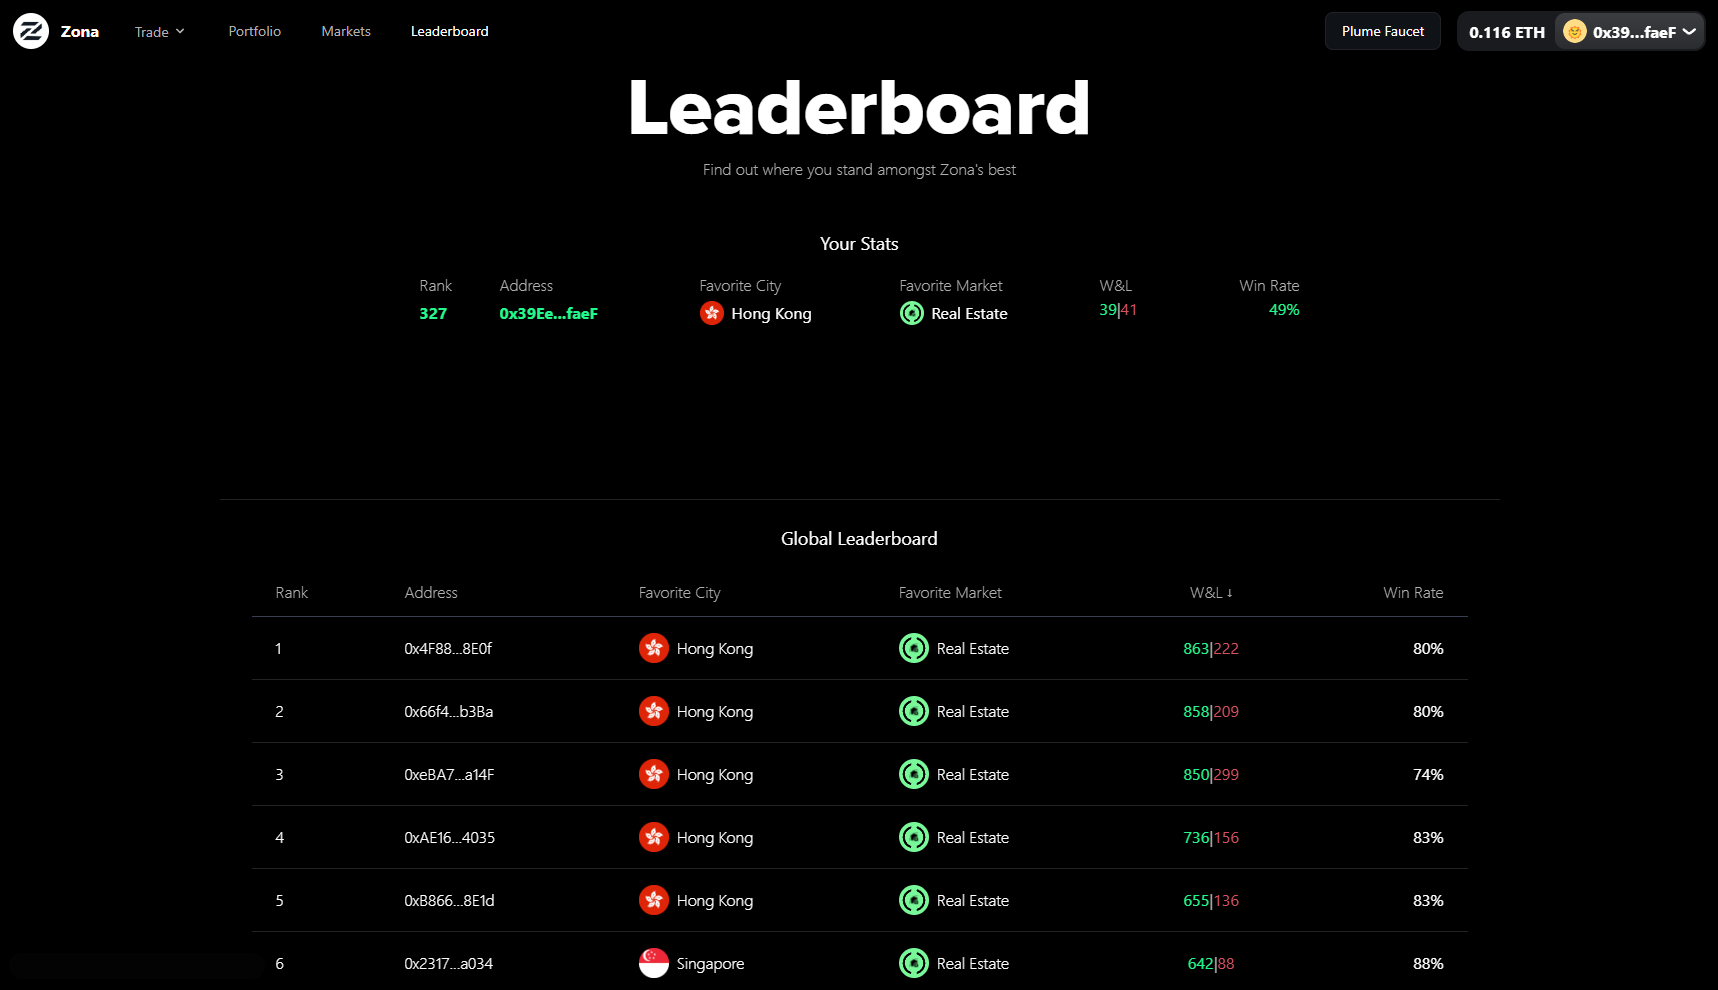 Zona Trade Portfolio Markets Leaderboard Plume Faucet 0.116 ETH 0x39...faeF
Leaderboard
Find out where you stand amongst Zona's best
Your Stats
Rank Address Favorite City Favorite Market W&L Win Rate
327 0x39Ee...faeF Hong Kong Real Estate 39|41 49%
Global Leaderboard
Rank Address Favorite City Favorite Market W&L ↓ Win Rate
1 0x4F88...8E0f Hong Kong Real Estate 863|222 80%
2 0x66f4...b3Ba Hong Kong Real Estate 858|209 80%
3 0xeBA7...a14F Hong Kong Real Estate 850|299 74%
4 0xAE16...4035 Hong Kong Real Estate 736|156 83%
5 0xB866...8E1d Hong Kong Real Estate 655|136 83%
6 0x2317...a034 Singapore Real Estate 642|88 88%